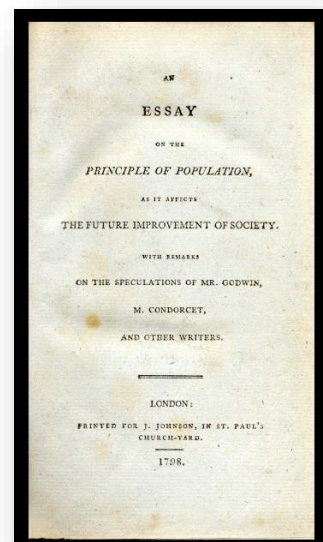 AN
ESSAY
ON THE
PRINCIPLE OF POPULATION,
AS IT AFFECTS
THE FUTURE IMPROVEMENT OF SOCIETY.
WITH REMARKS
ON THE SPECULATIONS OF MR. GODWIN,
M. CONDORCET,
AND OTHER WRITERS.
LONDON:
PRINTED FOR J. JOHNSON, IN ST. PAUL'S
CHURCH-YARD.
1798.